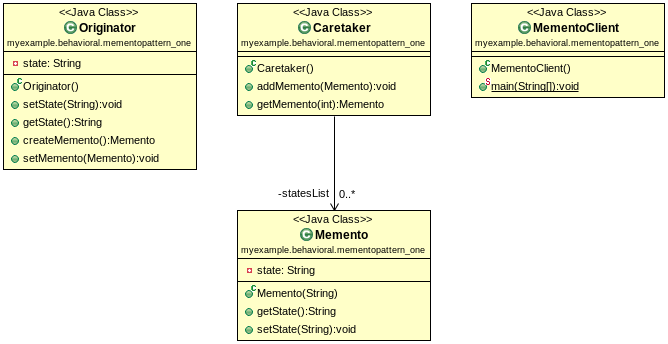 <<Java Class>>
Originator
myexample.behavioral.mementopattern_one
state: String
Originator()
setState(String):void
getState():String
createMemento():Memento
setMemento(Memento):void
<<Java Class>>
Caretaker
myexample.behavioral.mementopattern_one
Caretaker()
addMemento(Memento):void
getMemento(int):Memento
<<Java Class>>
MementoClient
myexample.behavioral.mementopattern_one
MementoClient()
main(String[]):void
-statesList 0..*
<<Java Class>>
Memento
myexample.behavioral.mementopattern_one
state: String
Memento(String)
getState():String
setState(String):void